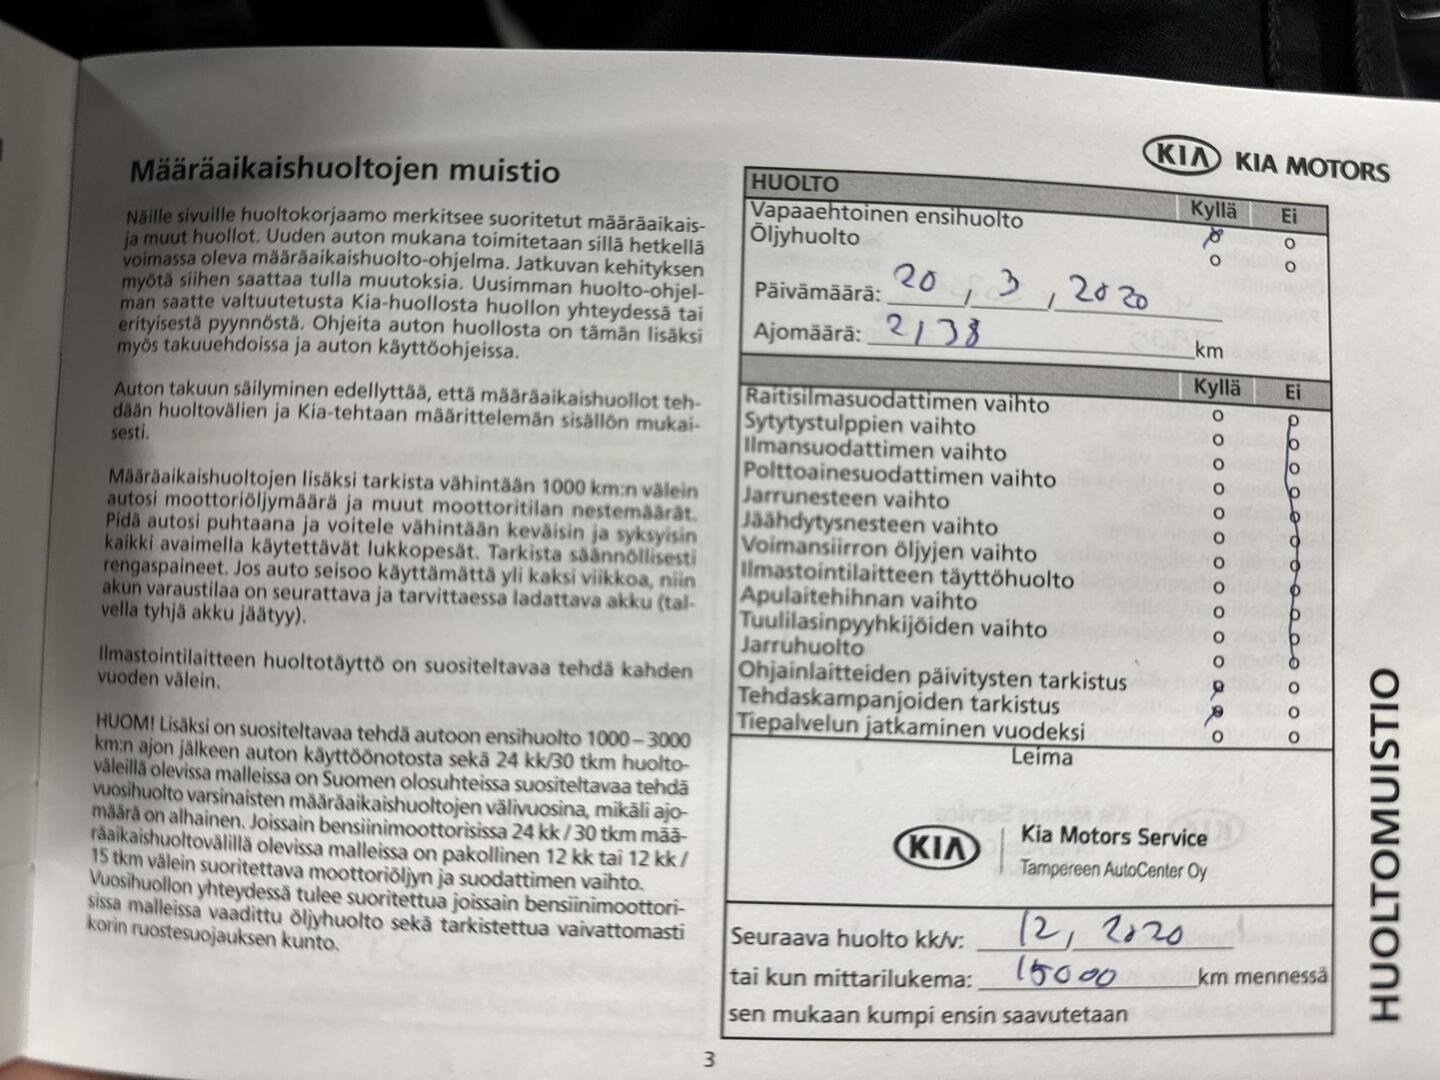 Määräaikaishuoltojen muistio
Näille sivuille huoltokorjaamo merkitsee suoritetut määräaikais-
ja muut huollot. Uuden auton mukana toimitetaan sillä hetkellä
voimassa oleva määräaikaishuolto-ohjelma. Jatkuvan kehityksen
myötä siihen saattaa tulla muutoksia. Uusimman huolto-ohjel-
man saatte valtuutetusta Kia-huollosta huollon yhteydessä tai
erityisestä pyynnöstä. Ohjeita auton huollosta on tämän lisäksi
myös takuuehdoissa ja auton käyttöohjeissa.
Auton takuun säilyminen edellyttää, että määräaikaishuollot teh-
dään huoltovälien ja Kia-tehtaan määrittelemän sisällön mukai-
sesti.
Määräaikaishuoltojen lisäksi tarkista vähintään 1000 km:n välein
autosi moottoriöljymäärä ja muut moottoritilan nestemäärät.
Pidä autosi puhtaana ja voitele vähintään keväisin ja syksyisin
kaikki avaimella käytettävät lukkopesät. Tarkista säännöllisesti
rengaspaineet. Jos auto seisoo käyttämättä yli kaksi viikkoa, niin
akun varaustilaa on seurattava ja tarvittaessa ladattava akku (tal-
vella tyhjä akku jäätyy).
Ilmastointilaitteen huoltotäyttö on suositeltavaa tehdä kahden
vuoden välein.
HUOM! Lisäksi on suositeltavaa tehdä autoon ensihuolto 1000 – 3000
km:n ajon jälkeen auton käyttöönotosta sekä 24 kk/30 tkm huolto-
väleillä olevissa malleissa on Suomen olosuhteissa suositeltavaa tehdä
vuosihuolto varsinaisten määräaikaishuoltojen välivuosina, mikäli ajo-
määrä on alhainen. Joissain bensiinimoottorisissa 24 kk / 30 tkm mää-
räaikaishuoltovälillä olevissa malleissa on pakollinen 12 kk tai 12 kk /
15 tkm välein suoritettava moottoriöljyn ja suodattimen vaihto.
Vuosihuollon yhteydessä tulee suoritettua joissain bensiinimoottori-
sissa malleissa vaadittu öljyhuolto sekä tarkistettua vaivattomasti
korin ruostesuojauksen kunto.
KIA KIA MOTORS
HUOLTO Kyllä Ei
Vapaaehtoinen ensihuolto
Öljyhuolto
Päivämäärä: 20 , 3 , 2020
Ajomäärä: 2138 km
Kyllä Ei
Raitisilmasuodattimen vaihto
Sytytystulppien vaihto
Ilmansuodattimen vaihto
Polttoainesuodattimen vaihto
Jarrunesteen vaihto
Jäähdytysnesteen vaihto
Voimansiirron öljyjen vaihto
Ilmastointilaitteen täyttöhuolto
Apulaitehihnan vaihto
Tuulilasinpyyhkijöiden vaihto
Jarruhuolto
Ohjainlaitteiden päivitysten tarkistus
Tehdaskampanjoiden tarkistus
Tiepalvelun jatkaminen vuodeksi
Leima
KIA Kia Motors Service
Tampereen AutoCenter Oy
Seuraava huolto kk/v: 12, 2020
tai kun mittarilukema: 15000 km mennessä
sen mukaan kumpi ensin saavutetaan
HUOLTOMUISTIO
3